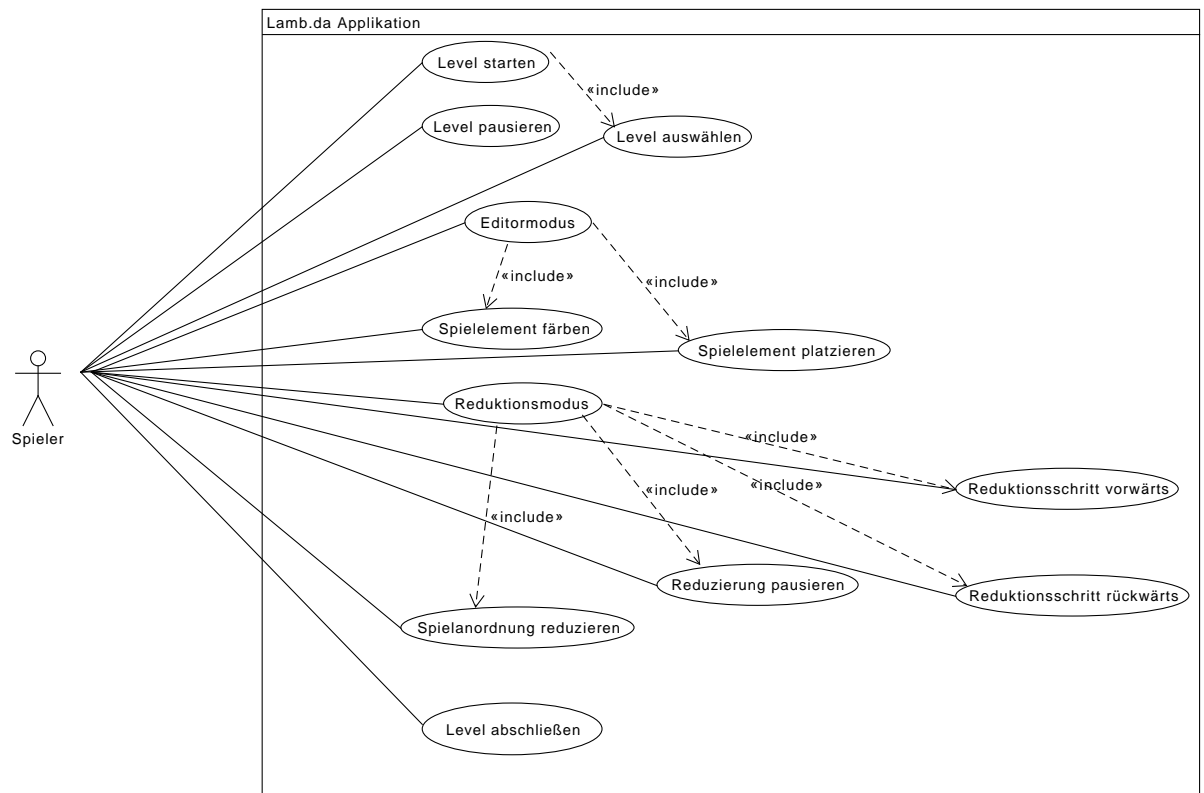 Lamb.da Applikation
Level starten
«include»
Level pausieren
Level auswählen
Editormodus
«include»
«include»
Spielelement färben
Spielelement platzieren
Spieler
Reduktionsmodus
«include»
Reduktionsschritt vorwärts
«include»
«include»
«include»
Reduzierung pausieren
Reduktionsschritt rückwärts
Spielanordnung reduzieren
Level abschließen